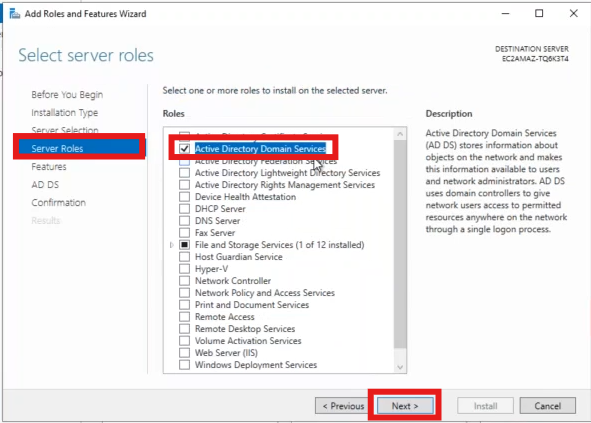 Add Roles and Features Wizard
Select server roles
DESTINATION SERVER
EC2AMAZ-TQ6K3T4
Before You Begin
Installation Type
Server Selection
Server Roles
Features
AD DS
Confirmation
Results
Select one or more roles to install on the selected server.
Roles
Active Directory Domain Services
Active Directory Federation Services
Active Directory Lightweight Directory Services
Active Directory Rights Management Services
Device Health Attestation
DHCP Server
DNS Server
Fax Server
File and Storage Services (1 of 12 installed)
Host Guardian Service
Hyper-V
Network Controller
Network Policy and Access Services
Print and Document Services
Remote Access
Remote Desktop Services
Volume Activation Services
Web Server (IIS)
Windows Deployment Services
Description
Active Directory Domain Services
(AD DS) stores information about
objects on the network and makes
this information available to users
and network administrators. AD DS
uses domain controllers to give
network users access to permitted
resources anywhere on the network
through a single logon process.
< Previous
Next >
Install
Cancel